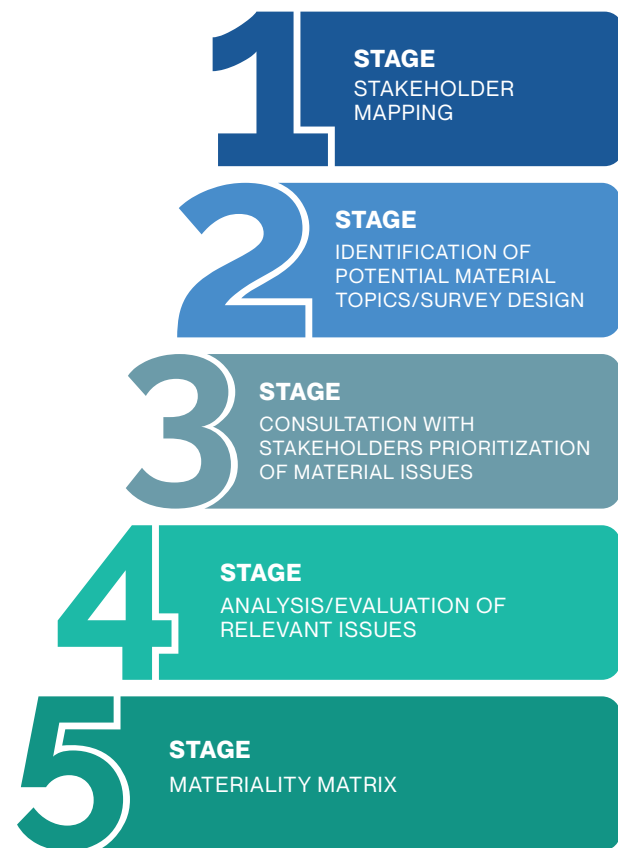 1
STAGE
STAKEHOLDER
MAPPING
2
STAGE
IDENTIFICATION OF
POTENTIAL MATERIAL
TOPICS/SURVEY DESIGN
3
STAGE
CONSULTATION WITH
STAKEHOLDERS PRIORITIZATION
OF MATERIAL ISSUES
4
STAGE
ANALYSIS/EVALUATION OF
RELEVANT ISSUES
5
STAGE
MATERIALITY MATRIX